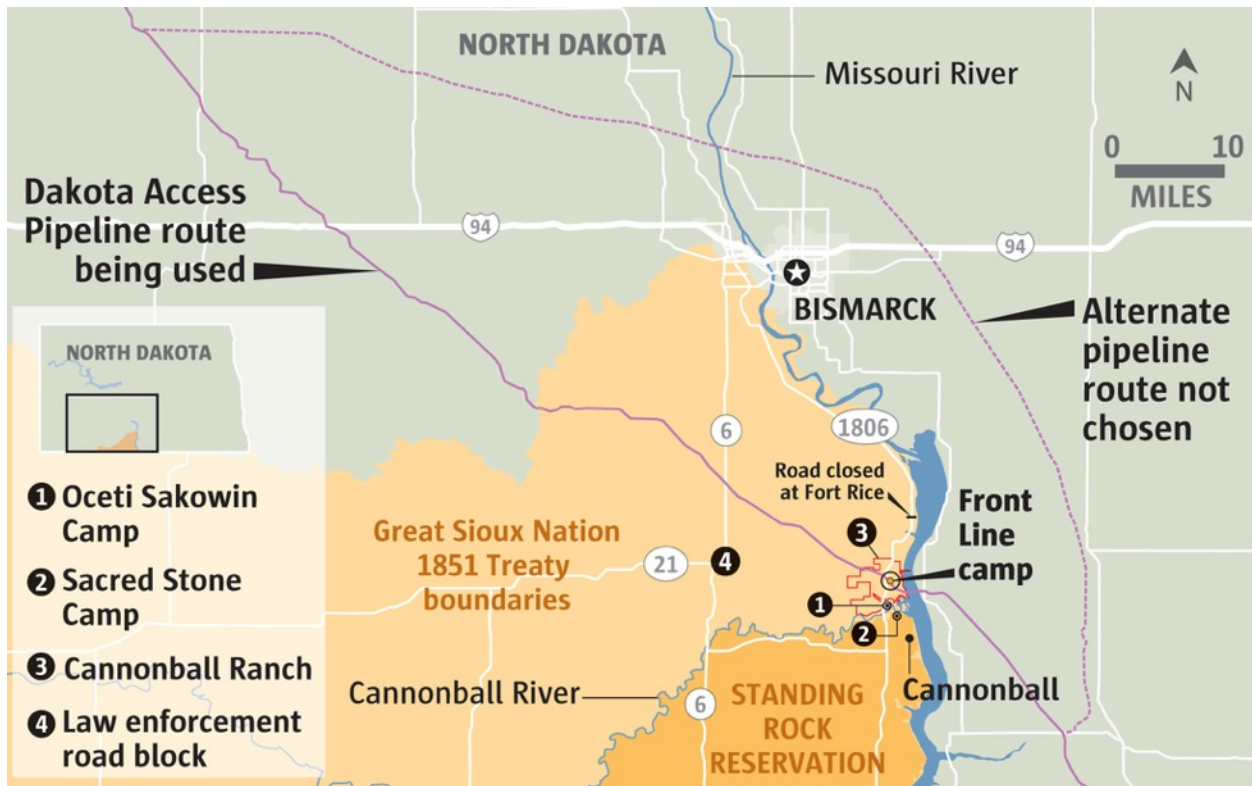 NORTH DAKOTA
Missouri River
N
0 10
MILES
Dakota Access
Pipeline route
being used
94
94
BISMARCK
Alternate
pipeline
route not
chosen
NORTH DAKOTA
1 Oceti Sakowin
Camp
2 Sacred Stone
Camp
3 Cannonball Ranch
4 Law enforcement
road block
6
1806
Road closed
at Fort Rice
Great Sioux Nation
1851 Treaty
boundaries
21
4
3
Front
Line
camp
1
2
Cannonball River
6
STANDING
ROCK
RESERVATION
Cannonball